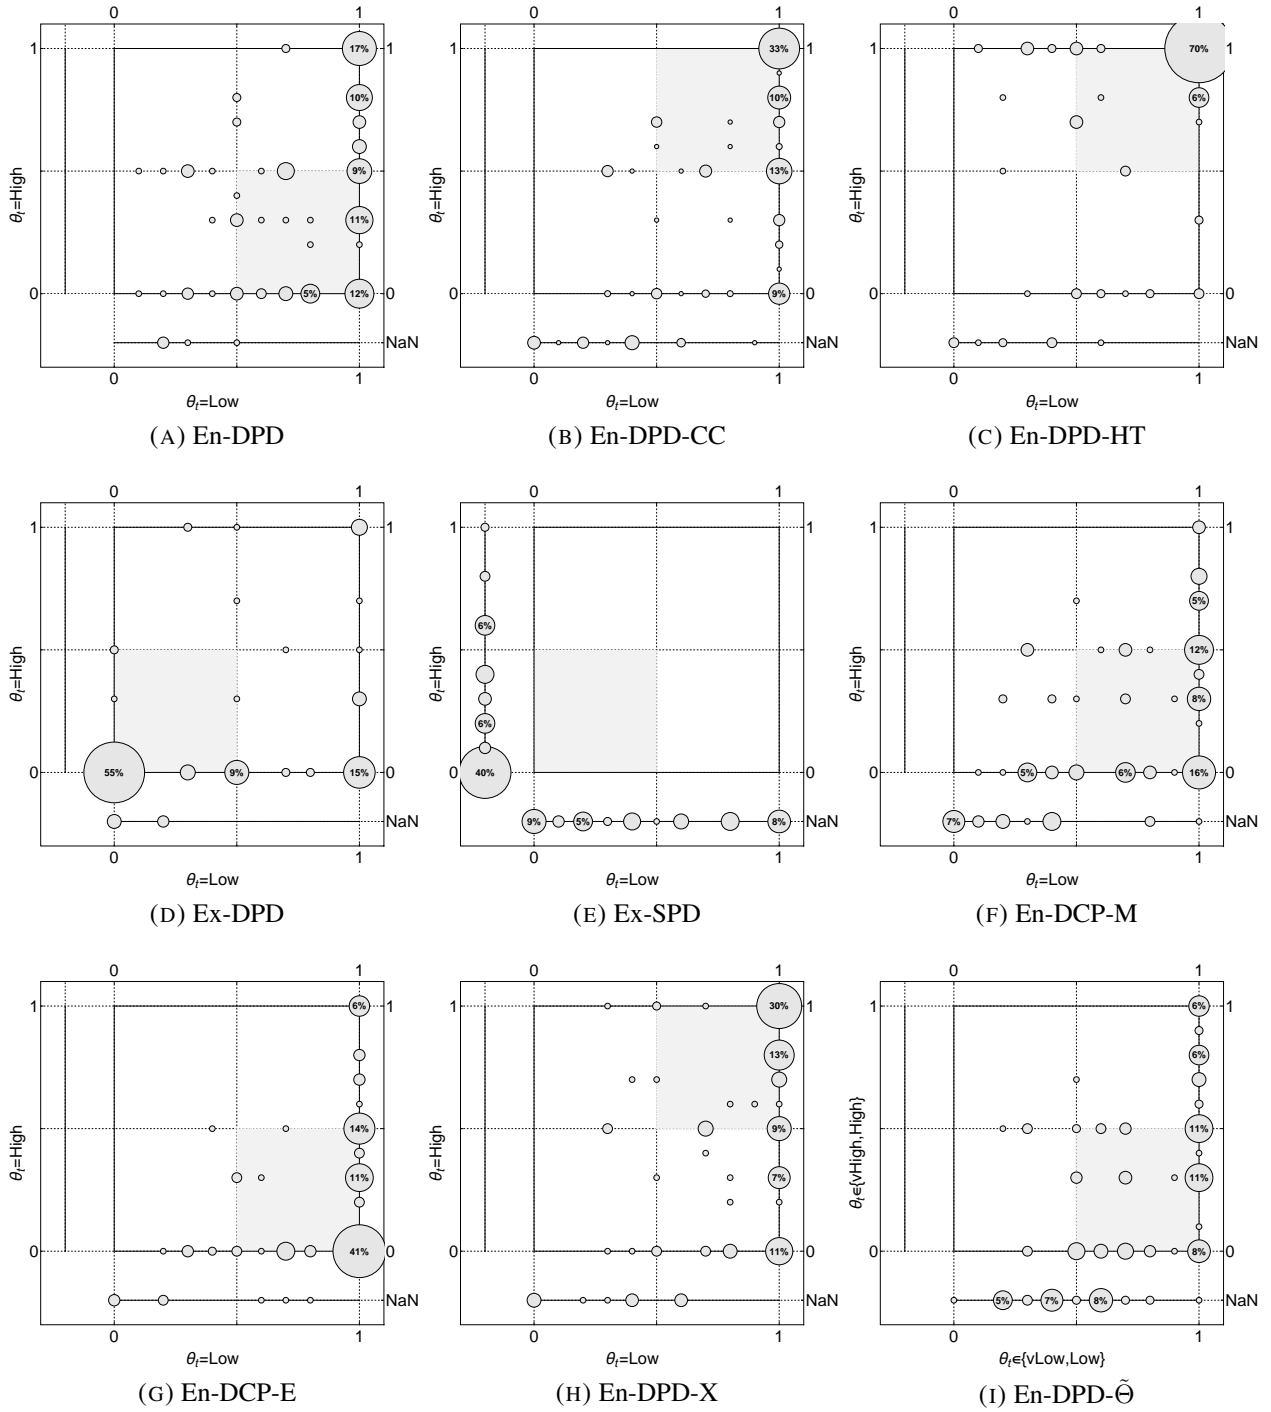 0 1 0 1 0 1
1 17% 1 1 33% 1 70% 1
10% 10% 6%
9% 13%
11%
0 5% 12% 0 0 9% 0 0
NaN NaN NaN
θt=High θt=High θt=High
0 1 0 1 0 1
θt=Low θt=Low θt=Low
(A) En-DPD (B) En-DPD-CC (C) En-DPD-HT
0 1 0 1 0 1
1 1 1 1
6% 5%
12%
6% 8%
0 55% 9% 15% 0 0 40% 0 5% 6% 16% 0
NaN 9% 5% 8% NaN 7% NaN
θt=High θt=High θt=High
0 1 0 1 0 1
θt=Low θt=Low θt=Low
(D) Ex-DPD (E) Ex-SPD (F) En-DCP-M
0 1 0 1 0 1
1 6% 1 1 30% 1 1 6% 1
13% 6%
14% 9% 11%
11% 7% 11%
0 41% 0 0 11% 0 0 8% 0
NaN NaN 5% 7% 8% NaN
θt=High θt=High θt∈{vHigh,High}
0 1 0 1 0 1
θt=Low θt=Low θt∈{vLow,Low}
(G) En-DCP-E (H) En-DPD-X (I) En-DPD-Θ̃